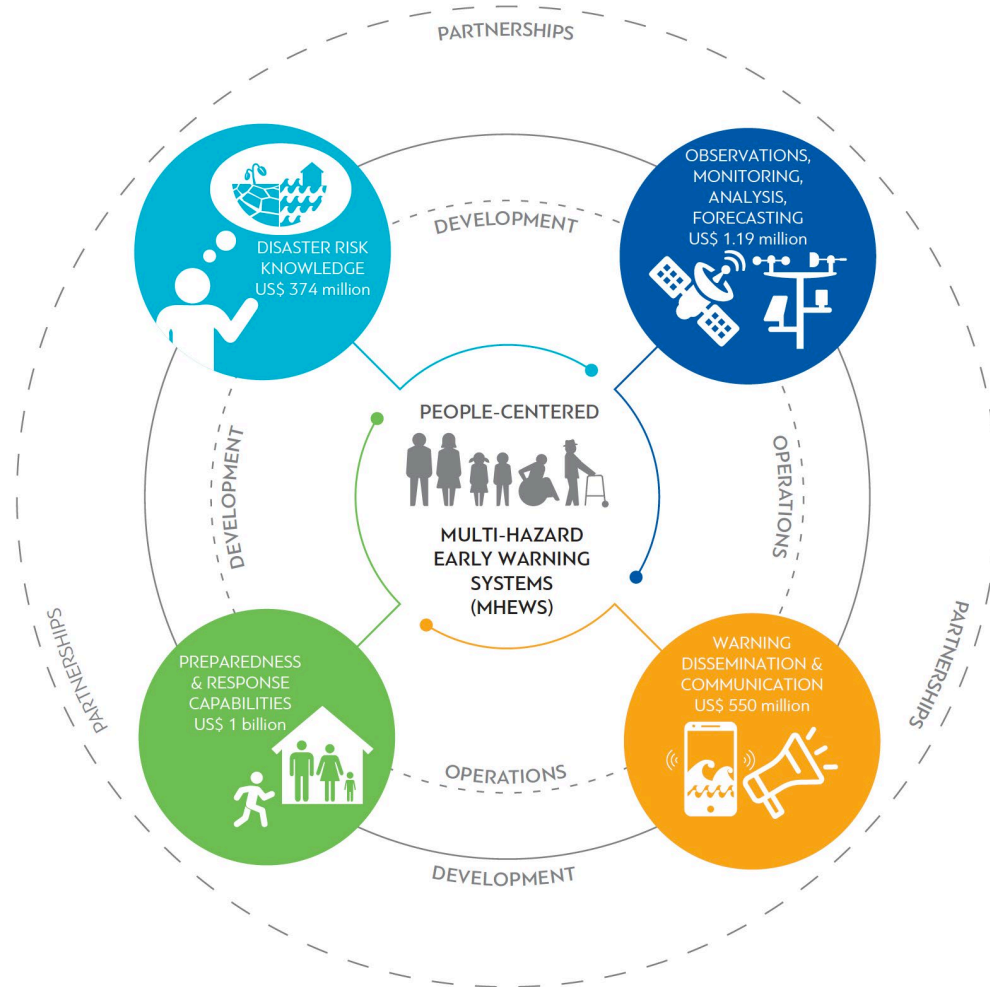 PARTNERSHIPS
DISASTER RISK
KNOWLEDGE
US$ 374 million
OBSERVATIONS,
MONITORING,
ANALYSIS,
FORECASTING
US$ 1.19 million
DEVELOPMENT
DEVELOPMENT
PEOPLE-CENTERED
MULTI-HAZARD
EARLY WARNING
SYSTEMS
(MHEWS)
OPERATIONS
PARTNERSHIPS
PREPAREDNESS
& RESPONSE
CAPABILITIES
US$ 1 billion
WARNING
DISSEMINATION &
COMMUNICATION
US$ 550 million
PARTNERSHIPS
OPERATIONS
DEVELOPMENT